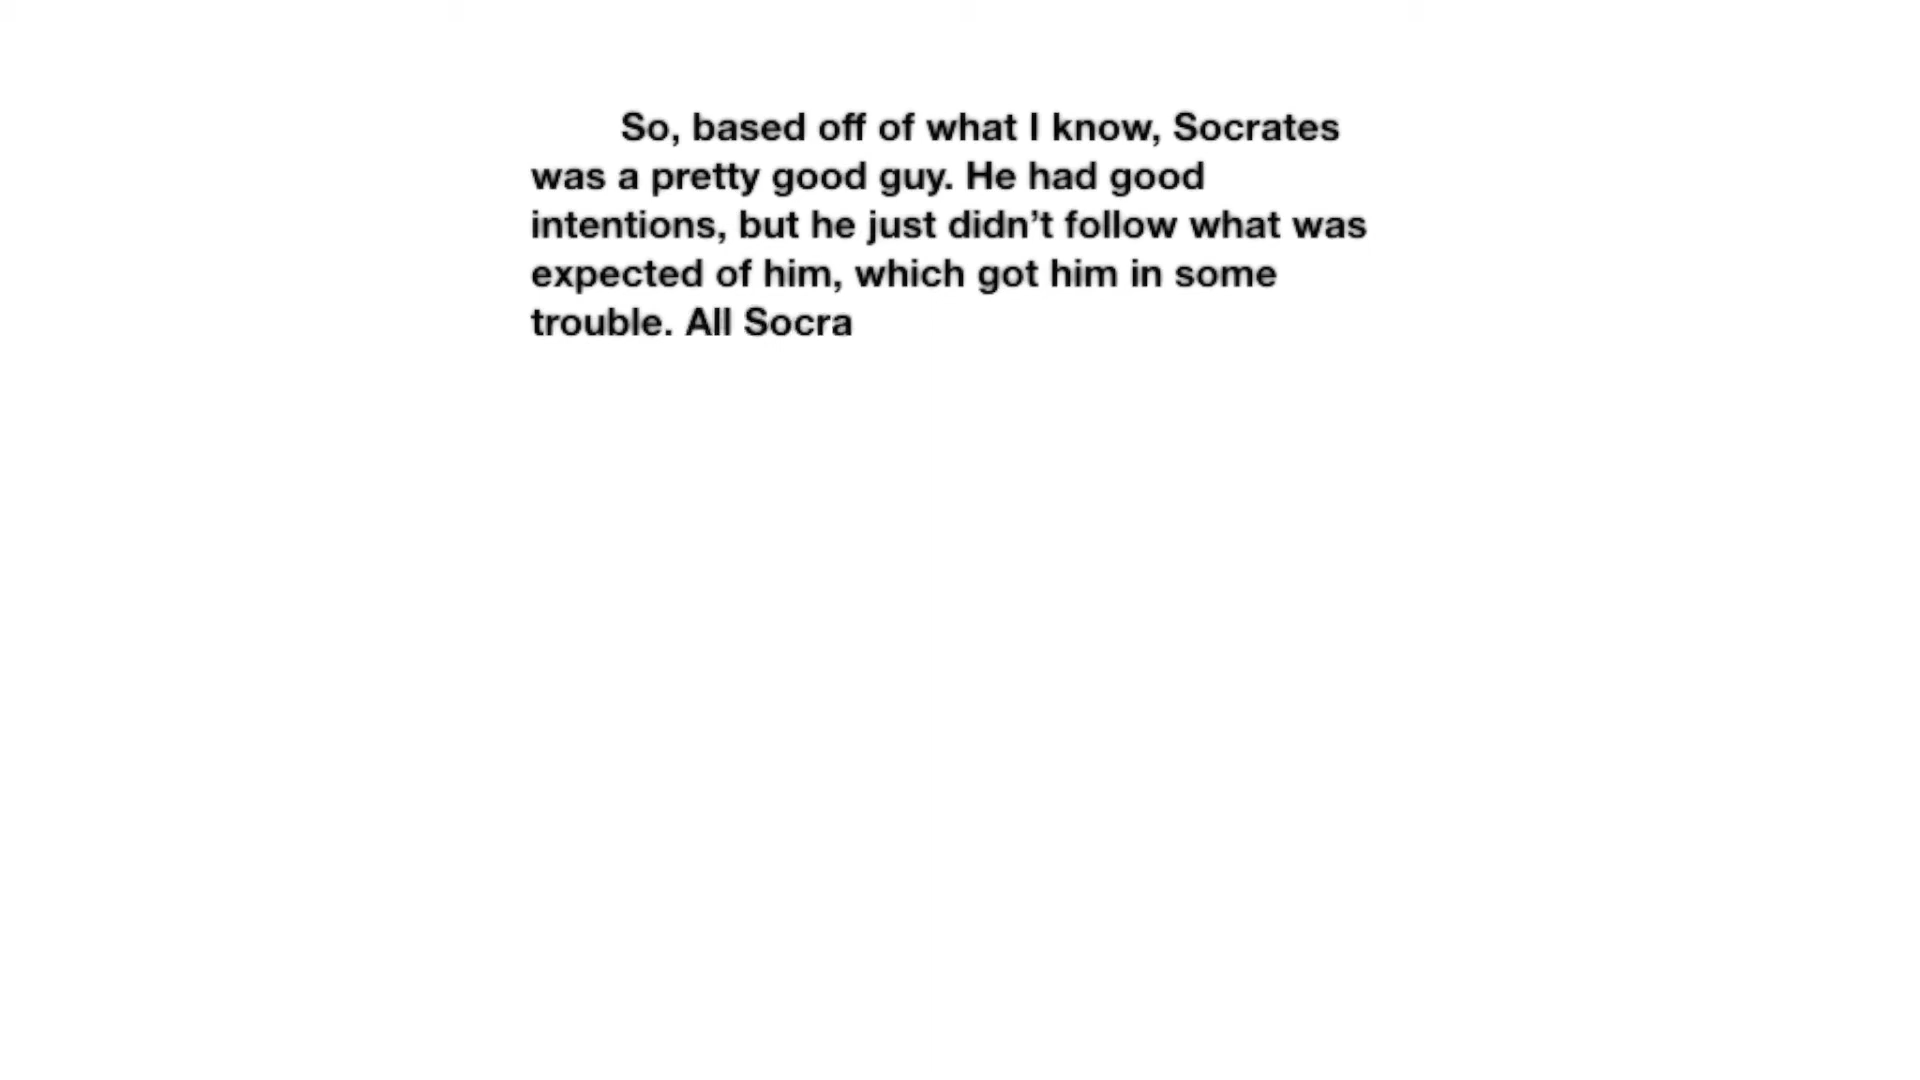 So, based off of what I know, Socrates
was a pretty good guy. He had good
intentions, but he just didn’t follow what was
expected of him, which got him in some
trouble. All Socra